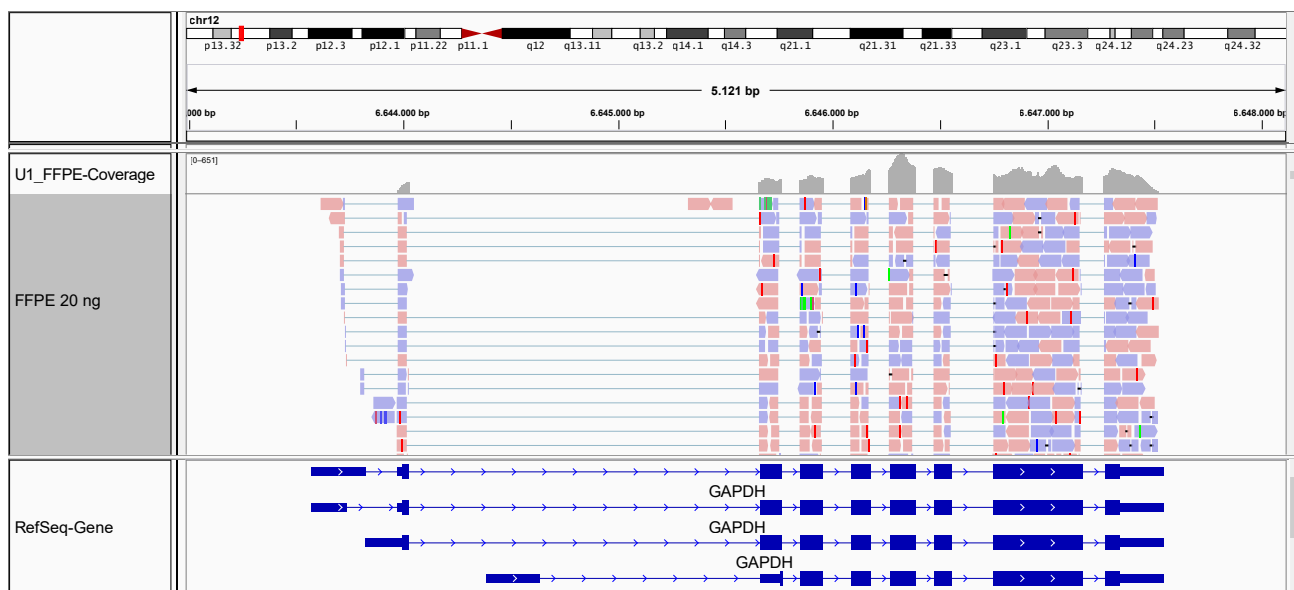 chr12
p13.32 p13.2 p12.3 p12.1 p11.22 p11.1 q12 q13.11 q13.2 q14.1 q14.3 q21.1 q21.31 q21.33 q23.1 q23.3 q24.12 q24.23 q24.32
5.121 bp
000 bp 6.644.000 bp 6.645.000 bp 6.646.000 bp 6.647.000 bp 6.648.000 bp
[0-651]
U1_FFPE-Coverage
FFPE 20 ng
GAPDH
GAPDH
RefSeq-Gene
GAPDH